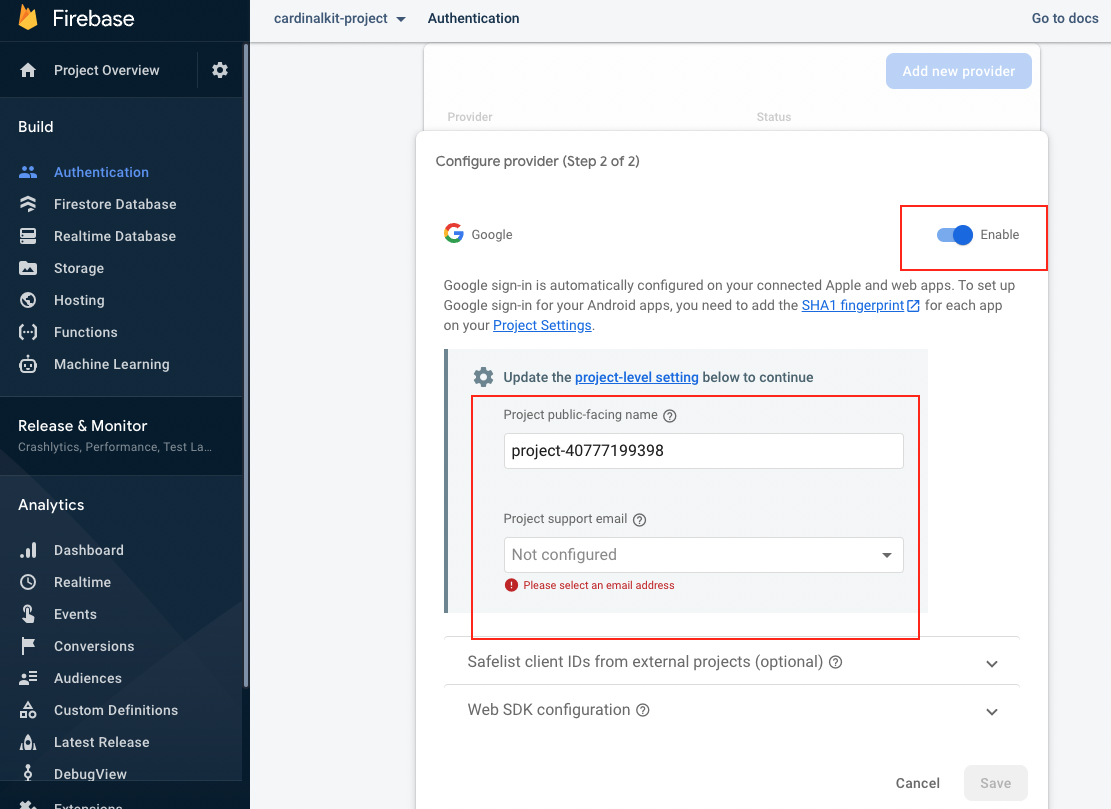 Firebase
cardinalkit-project
Authentication
Go to docs
Project Overview
Build
Authentication
Firestore Database
Realtime Database
Storage
Hosting
Functions
Machine Learning
Release & Monitor
Crashlytics, Performance, Test La...
Analytics
Dashboard
Realtime
Events
Conversions
Audiences
Custom Definitions
Latest Release
DebugView
Extensions
Add new provider
Provider
Status
Configure provider (Step 2 of 2)
Google
Enable
Google sign-in is automatically configured on your connected Apple and web apps. To set up
Google sign-in for your Android apps, you need to add the SHA1 fingerprint for each app
on your Project Settings.
Update the project-level setting below to continue
Project public-facing name
project-40777199398
Project support email
Not configured
Please select an email address
Safelist client IDs from external projects (optional)
Web SDK configuration
Cancel
Save